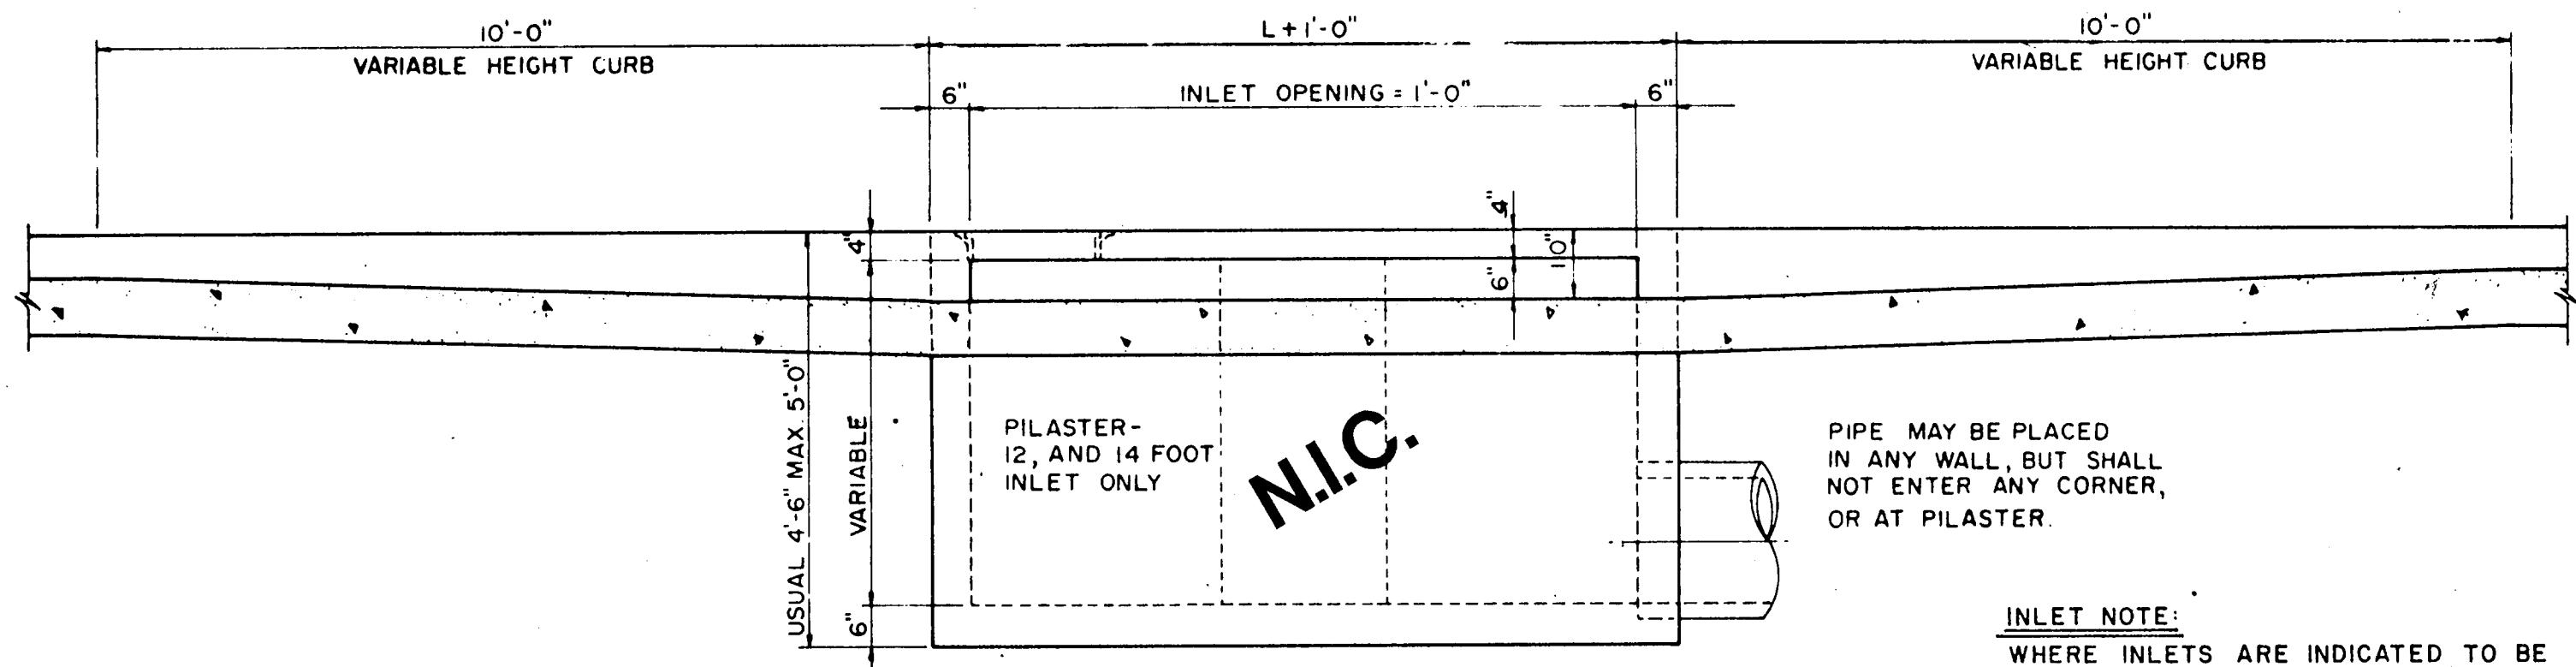 10'-0"
L + 1'-0"
10'-0"
VARIABLE HEIGHT CURB
VARIABLE HEIGHT CURB
6"
INLET OPENING = 1'-0"
6"
4"
4"
10"
6"
USUAL 4'-6" MAX. 5'-0"
VARIABLE
6"
PILASTER-
12, AND 14 FOOT
INLET ONLY
N.I.C.
PIPE MAY BE PLACED
IN ANY WALL, BUT SHALL
NOT ENTER ANY CORNER,
OR AT PILASTER.
INLET NOTE:
WHERE INLETS ARE INDICATED TO BE